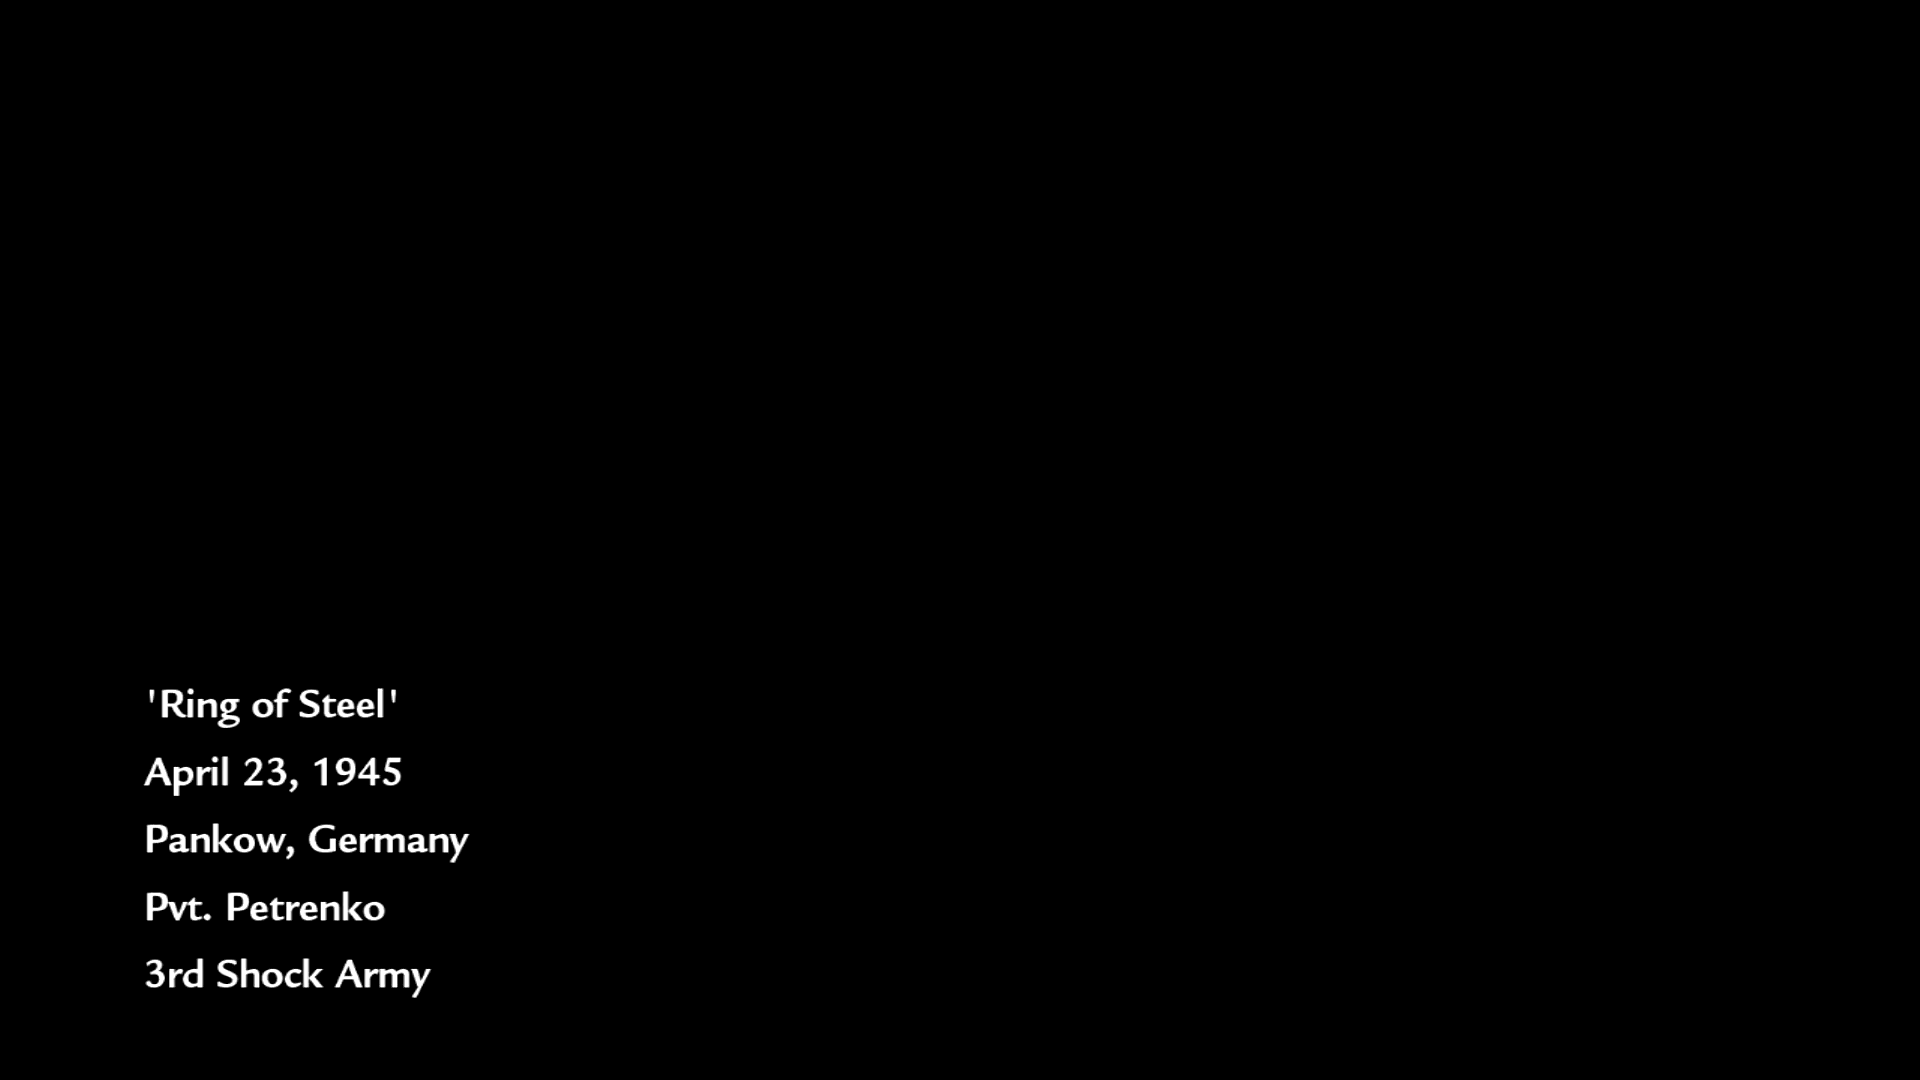 'Ring of Steel'
April 23, 1945
Pankow, Germany
Pvt. Petrenko
3rd Shock Army